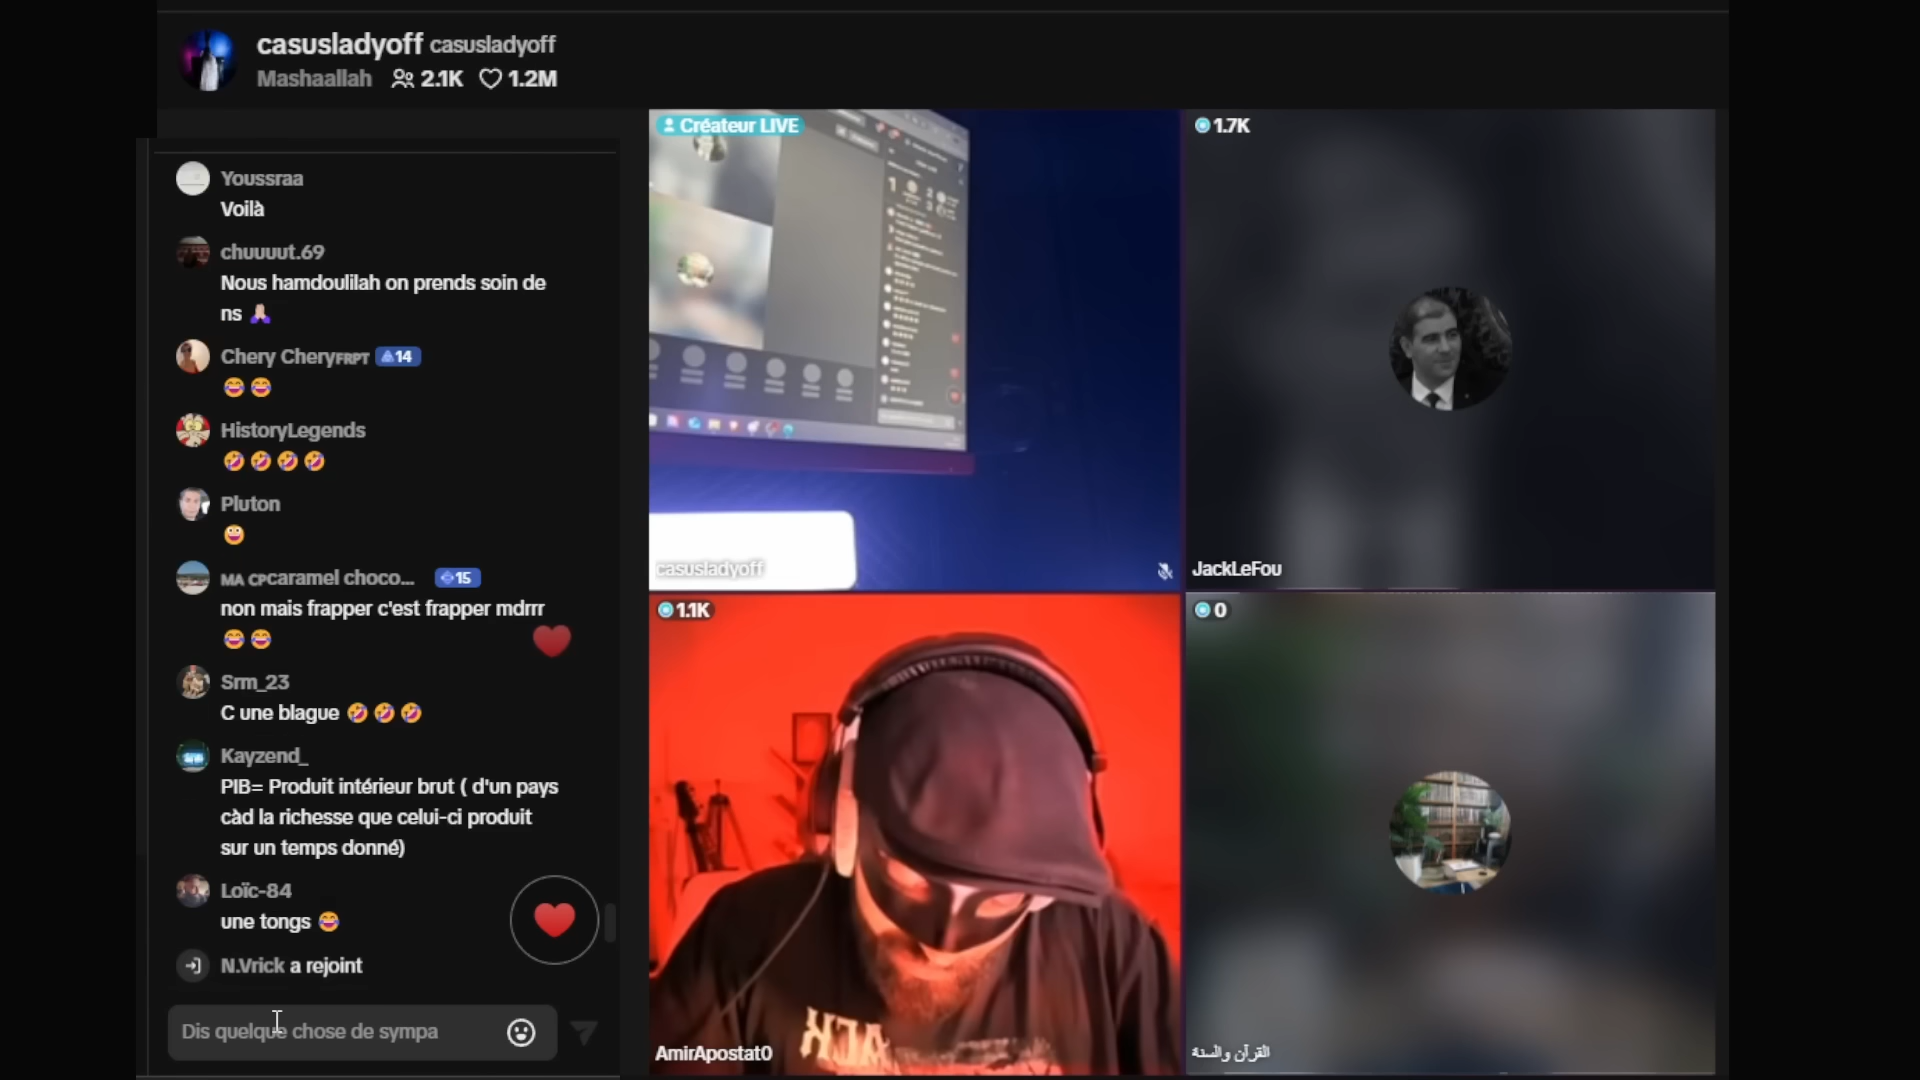 casusladyoff casusladyoff
Mashaallah 2.1K 1.2M
Youssraa
Voilà
chuuuut.69
Nous hamdoulilah on prends soin de
ns 🙏🏻
Chery Cheryꜰʀᴘᴛ 14
😂😂
HistoryLegends
🤣🤣🤣🤣
Pluton
😀
ᴍᴀ ᴄᴘcaramel choco... 15
non mais frapper c'est frapper mdrrr
😂😂
Srm_23
C une blague 🤣🤣🤣
Kayzend_
PIB= Produit intérieur brut ( d'un pays
càd la richesse que celui-ci produit
sur un temps donné)
Loïc-84
une tongs 😂
N.Vrick a rejoint
Dis quelque chose de sympa
Créateur LIVE
casusladyoff
1.7K
JackLeFou
1.1K
AmirApostat0
0
القرآن والسنة